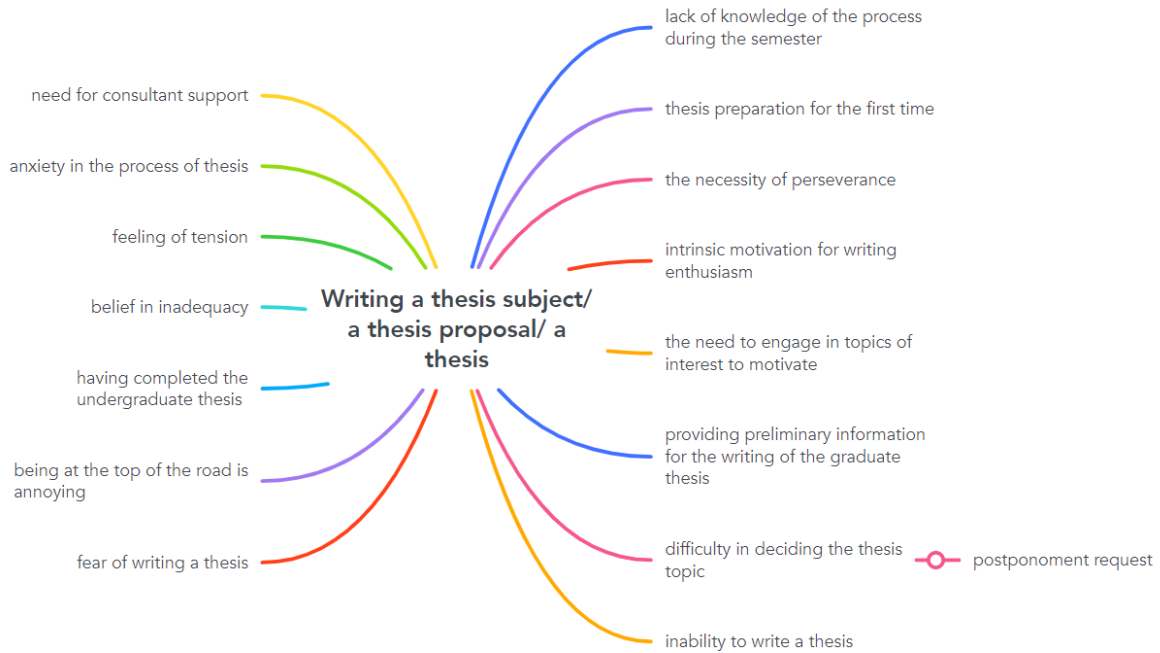 need for consultant support
anxiety in the process of thesis
feeling of tension
belief in inadequacy
having completed the
undergraduate thesis
being at the top of the road is
annoying
fear of writing a thesis
Writing a thesis subject/
a thesis proposal/ a
thesis
lack of knowledge of the process
during the semester
thesis preparation for the first time
the necessity of perseverance
intrinsic motivation for writing
enthusiasm
the need to engage in topics of
interest to motivate
providing preliminary information
for the writing of the graduate
thesis
difficulty in deciding the thesis
topic
postponoment request
inability to write a thesis